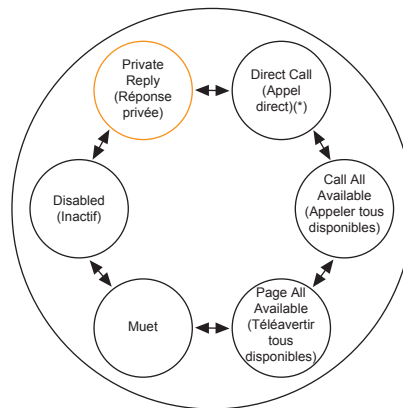 Private
Reply
(Réponse
privée)
Direct Call
(Appel
direct)(*)
Disabled
(Inactif)
Call All
Available
(Appeler tous
disponibles)
Muet
Page All
Available
(Téléavertir
tous
disponibles)